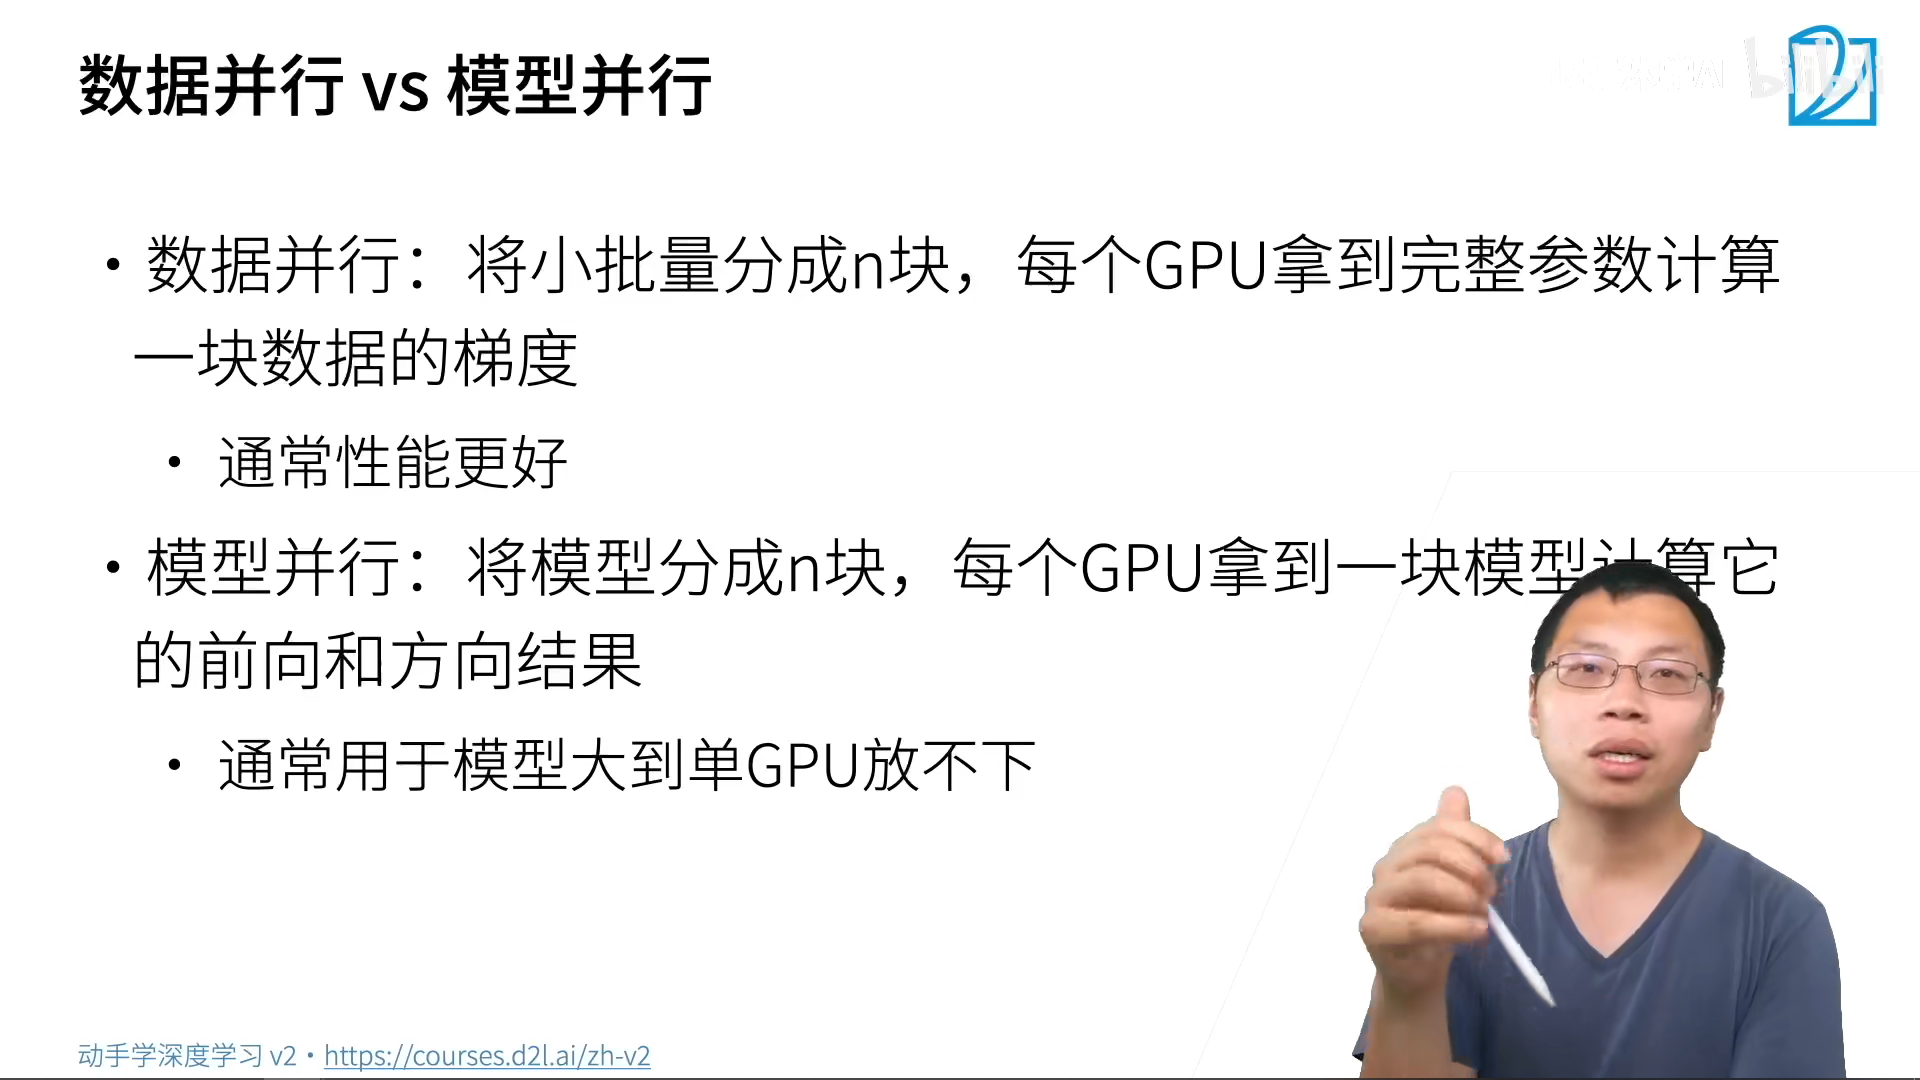 数据并行 vs 模型并行
bilibili
• 数据并行：将小批量分成n块，每个GPU拿到完整参数计算
一块数据的梯度
• 通常性能更好
• 模型并行：将模型分成n块，每个GPU拿到一块模型计算它
的前向和方向结果
• 通常用于模型大到单GPU放不下
动手学深度学习 v2 • https://courses.d2l.ai/zh-v2